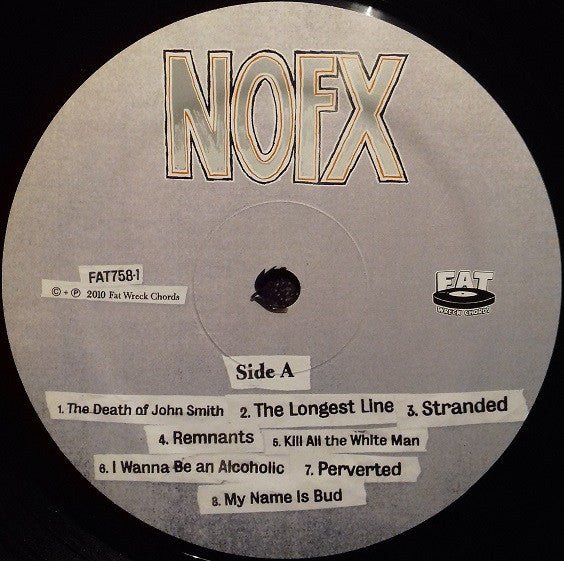 NOFX
FAT758-1
© + ℗ 2010 Fat Wreck Chords
FAT
WRECK CHORDS
Side A
1. The Death of John Smith 2. The Longest Line 3. Stranded
4. Remnants 5. Kill All the White Man
6. I Wanna Be an Alcoholic 7. Perverted
8. My Name Is Bud